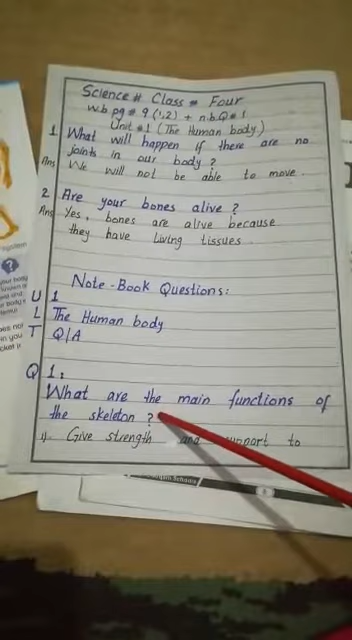 Science # Class # Four
w.b pg # 9 (1,2) + n.b Q # 1
Unit # 1 (The Human body)
1 What will happen if there are no
joints in our body?
Ans We will not be able to move.
2 Are your bones alive?
Ans Yes, bones are alive because
they have living tissues.
Note-Book Questions:
U 1
L The Human body
T Q/A
Q 1:
What are the main functions of
the skeleton?
Give strength and support to